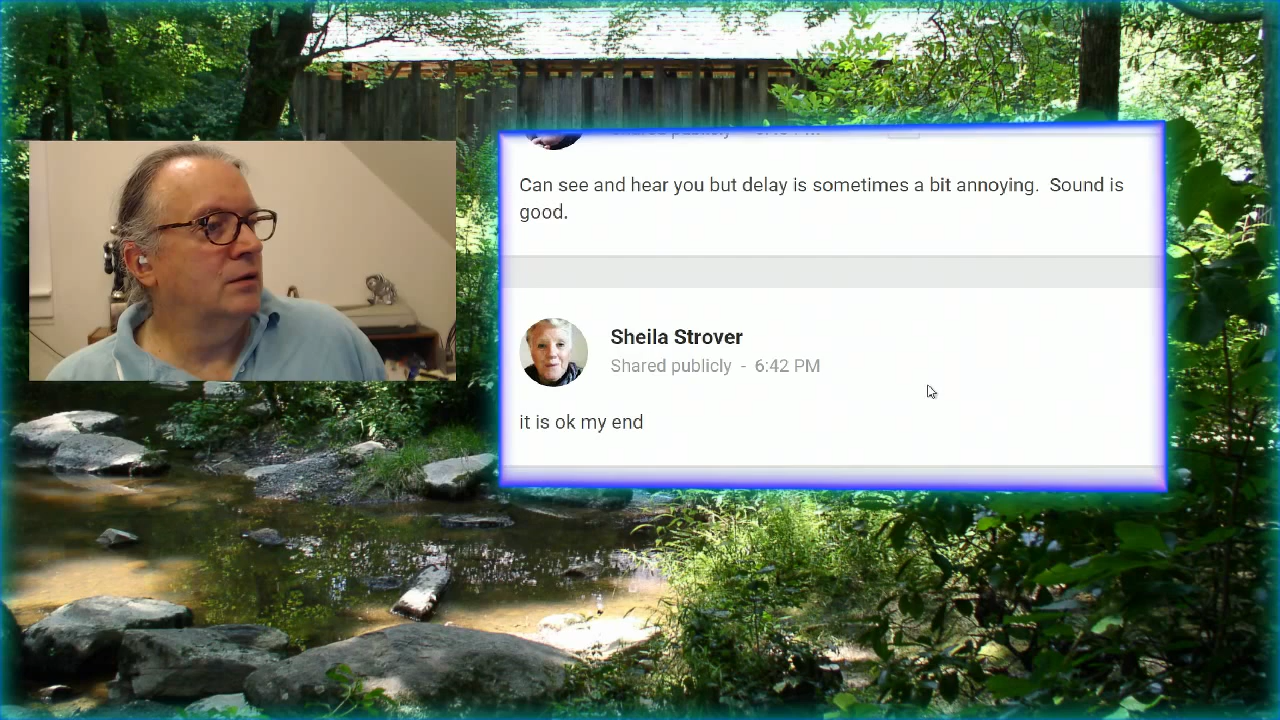 Can see and hear you but delay is sometimes a bit annoying.  Sound is
good.
Sheila Strover
Shared publicly  -  6:42 PM
it is ok my end